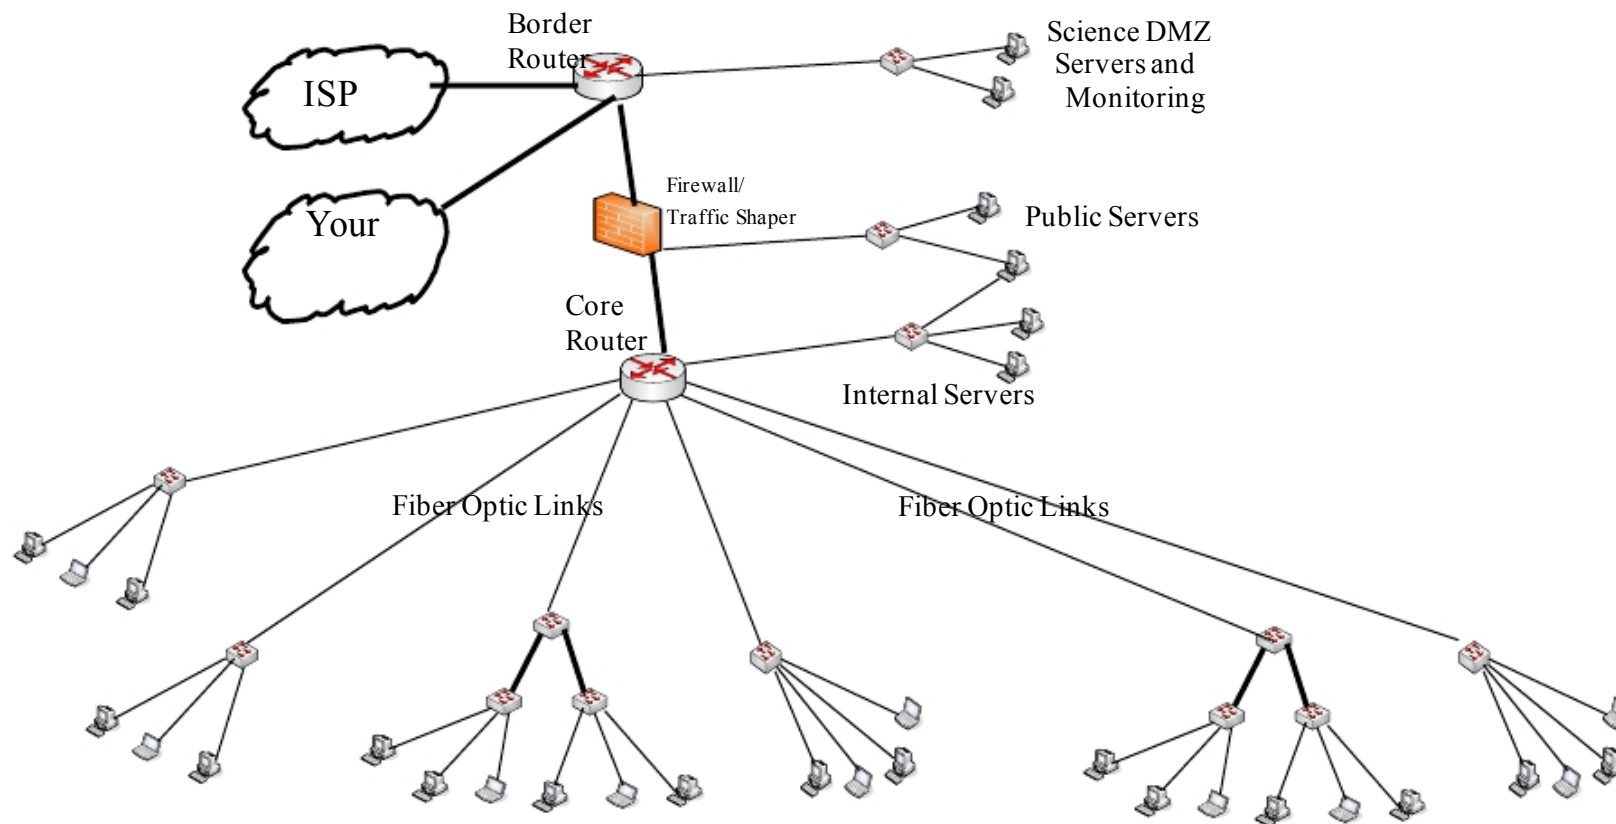 Border
Router
ISP
Science DMZ
Servers and
Monitoring
Your
Firewall/
Traffic Shaper
Public Servers
Core
Router
Internal Servers
Fiber Optic Links
Fiber Optic Links